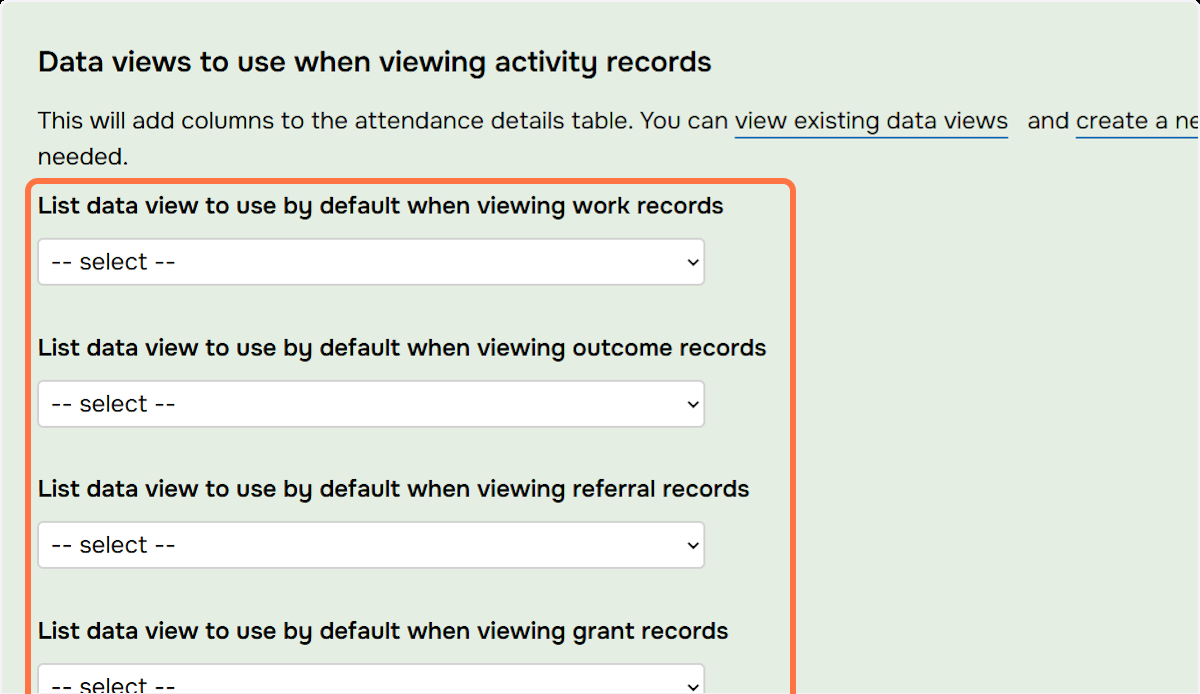 Data views to use when viewing activity records
This will add columns to the attendance details table. You can view existing data views and create a
needed.
List data view to use by default when viewing work records
-- select --
List data view to use by default when viewing outcome records
-- select --
List data view to use by default when viewing referral records
-- select --
List data view to use by default when viewing grant records
-- select --